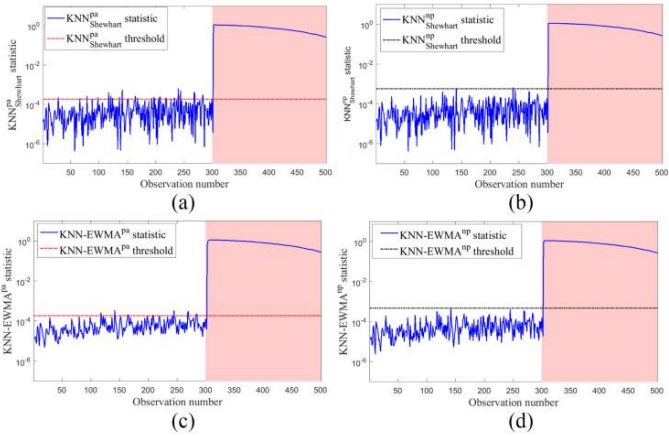 KNN^pa_Shewhart statistic
KNN^pa_Shewhart threshold
KNN^pa_Shewhart statistic
10^0
10^-2
10^-4
10^-6
50 100 150 200 250 300 350 400 450 500
Observation number
(a)
KNN^np_Shewhart statistic
KNN^np_Shewhart threshold
KNN^np_Shewhart statistic
10^0
10^-2
10^-4
10^-6
50 100 150 200 250 300 350 400 450 500
Observation number
(b)
KNN-EWMA^pa statistic
KNN-EWMA^pa threshold
KNN-EWMA^pa statistic
10^0
10^-2
10^-4
10^-6
50 100 150 200 250 300 350 400 450 500
Observation number
(c)
KNN-EWMA^np statistic
KNN-EWMA^np threshold
KNN-EWMA^np statistic
10^0
10^-2
10^-4
10^-6
50 100 150 200 250 300 350 400 450 500
Observation number
(d)